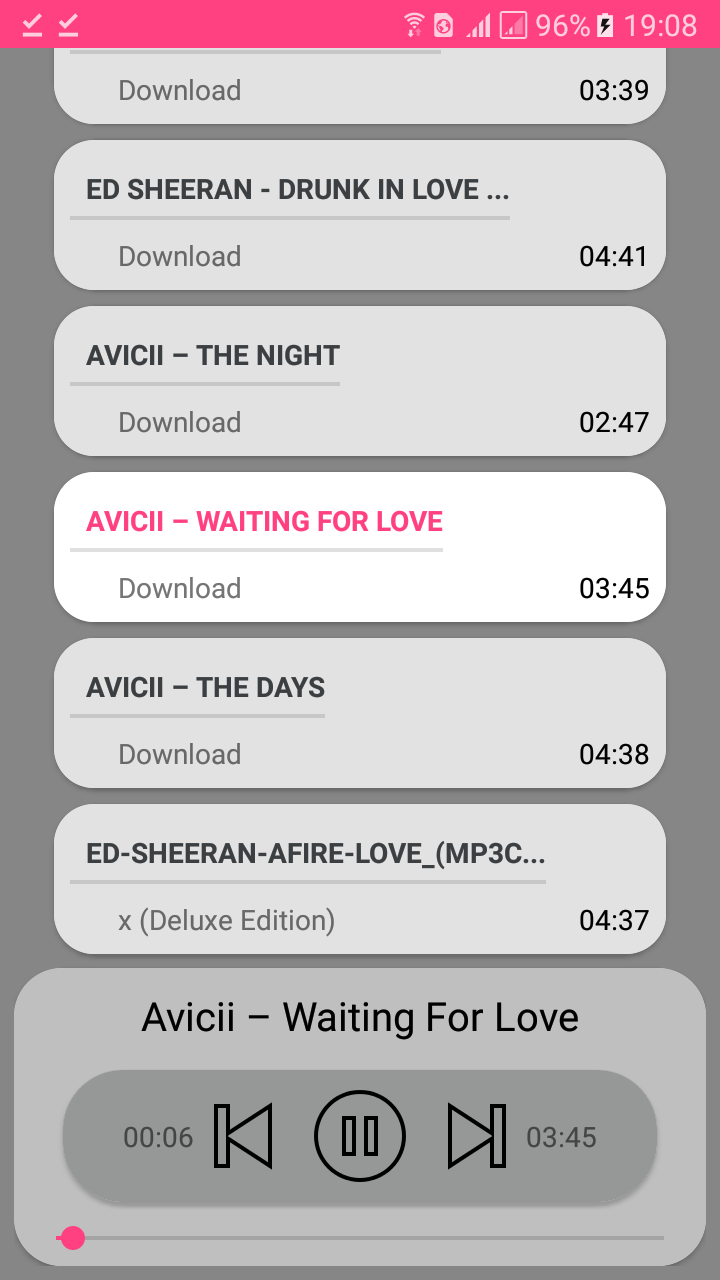 96% 19:08
Download 03:39
ED SHEERAN - DRUNK IN LOVE ...
Download 04:41
AVICII – THE NIGHT
Download 02:47
AVICII – WAITING FOR LOVE
Download 03:45
AVICII – THE DAYS
Download 04:38
ED-SHEERAN-AFIRE-LOVE_(MP3C...
x (Deluxe Edition) 04:37
Avicii – Waiting For Love
00:06 03:45